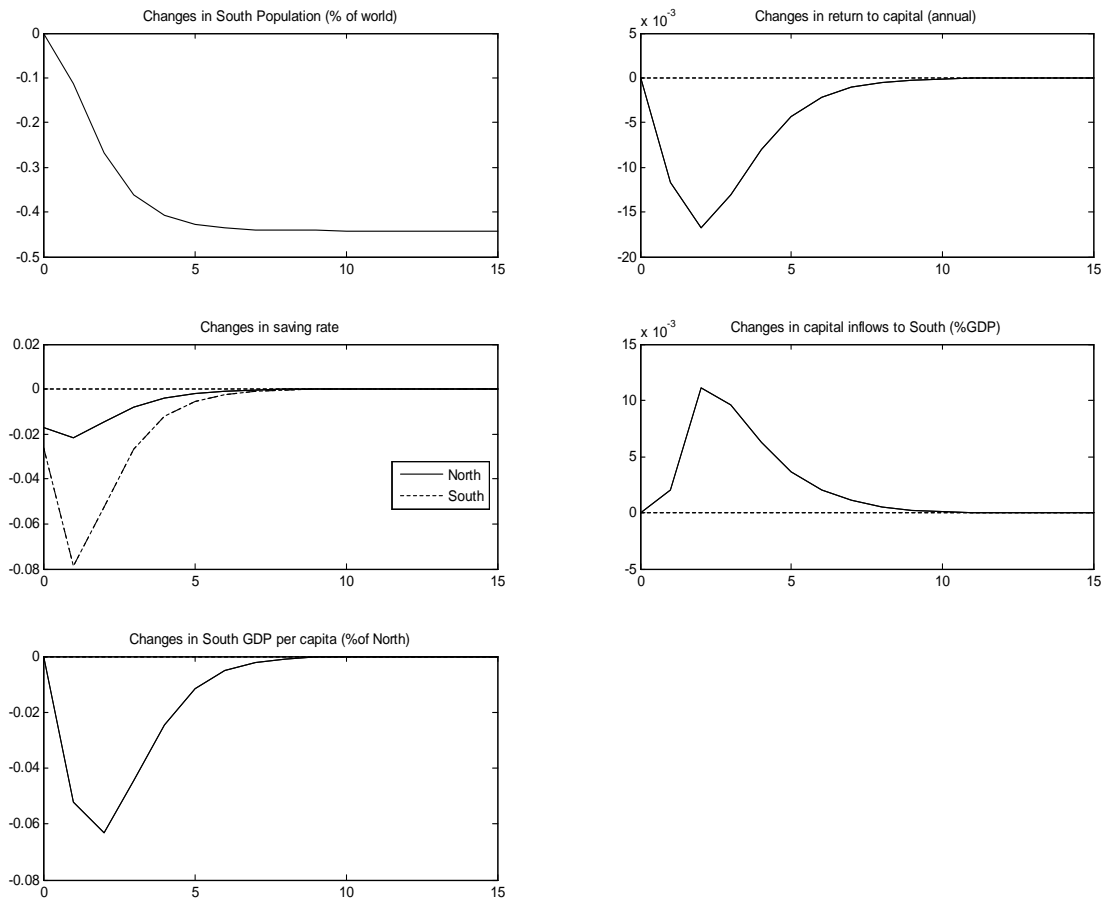 Changes in South Population (% of world)
0
-0.1
-0.2
-0.3
-0.4
-0.5
0 5 10 15
Changes in return to capital (annual)
x 10-3
5
0
-5
-10
-15
-20
0 5 10 15
Changes in saving rate
0.02
0
-0.02
-0.04
-0.06
-0.08
0 5 10 15
North
South
Changes in capital inflows to South (%GDP)
x 10-3
15
10
5
0
-5
0 5 10 15
Changes in South GDP per capita (%of North)
0
-0.02
-0.04
-0.06
-0.08
0 5 10 15